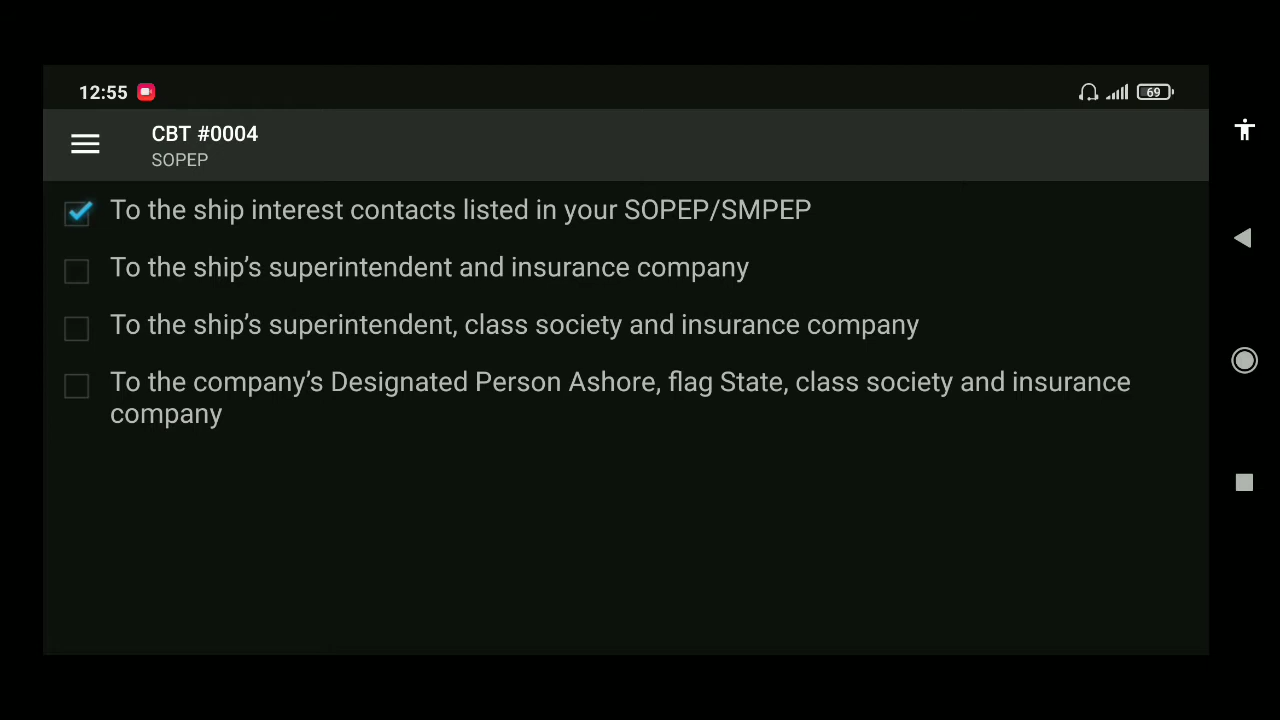 12:55
69
CBT #0004
SOPEP
To the ship interest contacts listed in your SOPEP/SMPEP
To the ship’s superintendent and insurance company
To the ship’s superintendent, class society and insurance company
To the company’s Designated Person Ashore, flag State, class society and insurance
company